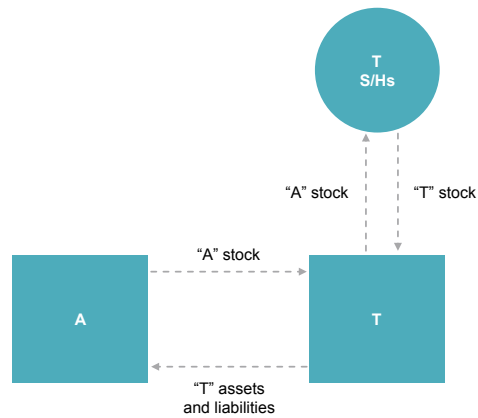 T
S/Hs
“A” stock
“T” stock
“A” stock
A
T
“T” assets
and liabilities